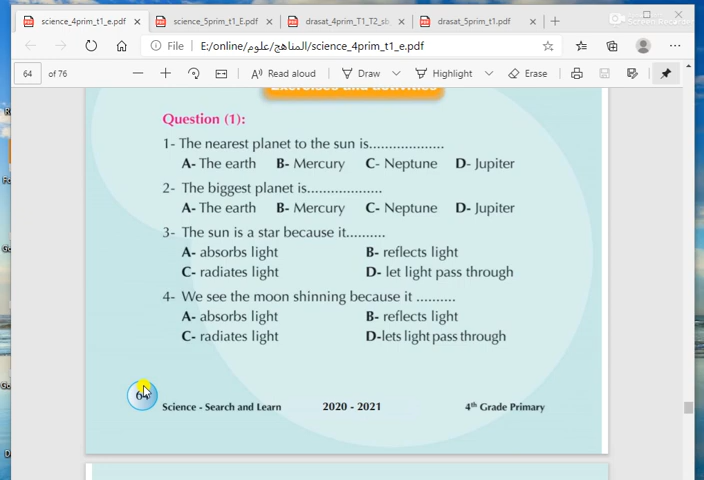 science_4prim_t1_e.pdf
science_5prim_t1_E.pdf
drasat_4prim_T1_T2_sb
drasat_5prim_t1.pdf
File E:/online/المناهج/علوم/science_4prim_t1_e.pdf
64 of 76 Read aloud Draw Highlight Erase
Exercises and activities
Question (1):
1- The nearest planet to the sun is...................
A- The earth B- Mercury C- Neptune D- Jupiter
2- The biggest planet is...................
A- The earth B- Mercury C- Neptune D- Jupiter
3- The sun is a star because it..........
A- absorbs light B- reflects light
C- radiates light D- let light pass through
4- We see the moon shinning because it ..........
A- absorbs light B- reflects light
C- radiates light D-lets light pass through
Science - Search and Learn 2020 - 2021 4th Grade Primary